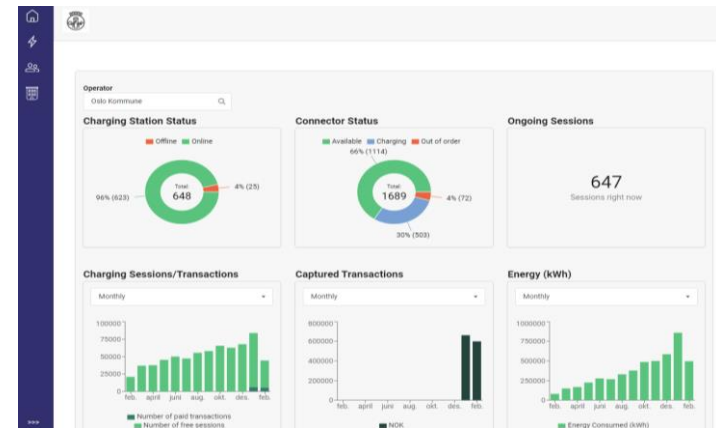 Operator
Oslo Kommune
Charging Station Status
Offline Online
Total:
648
96% (623)
4% (25)
Connector Status
Available Charging Out of order
66% (1114)
Total:
1689
4% (72)
30% (503)
Ongoing Sessions
647
Sessions right now
Charging Sessions/Transactions
Monthly
100000
75000
50000
25000
0
feb. april juni aug. okt. des. feb.
Number of paid transactions
Number of free sessions
Captured Transactions
Monthly
800000
600000
400000
200000
0
feb. april juni aug. okt. des. feb.
NOK
Energy (kWh)
Monthly
1000000
750000
500000
250000
0
feb. april juni aug. okt. des. feb.
Energy Consumed (kWh)
>>>